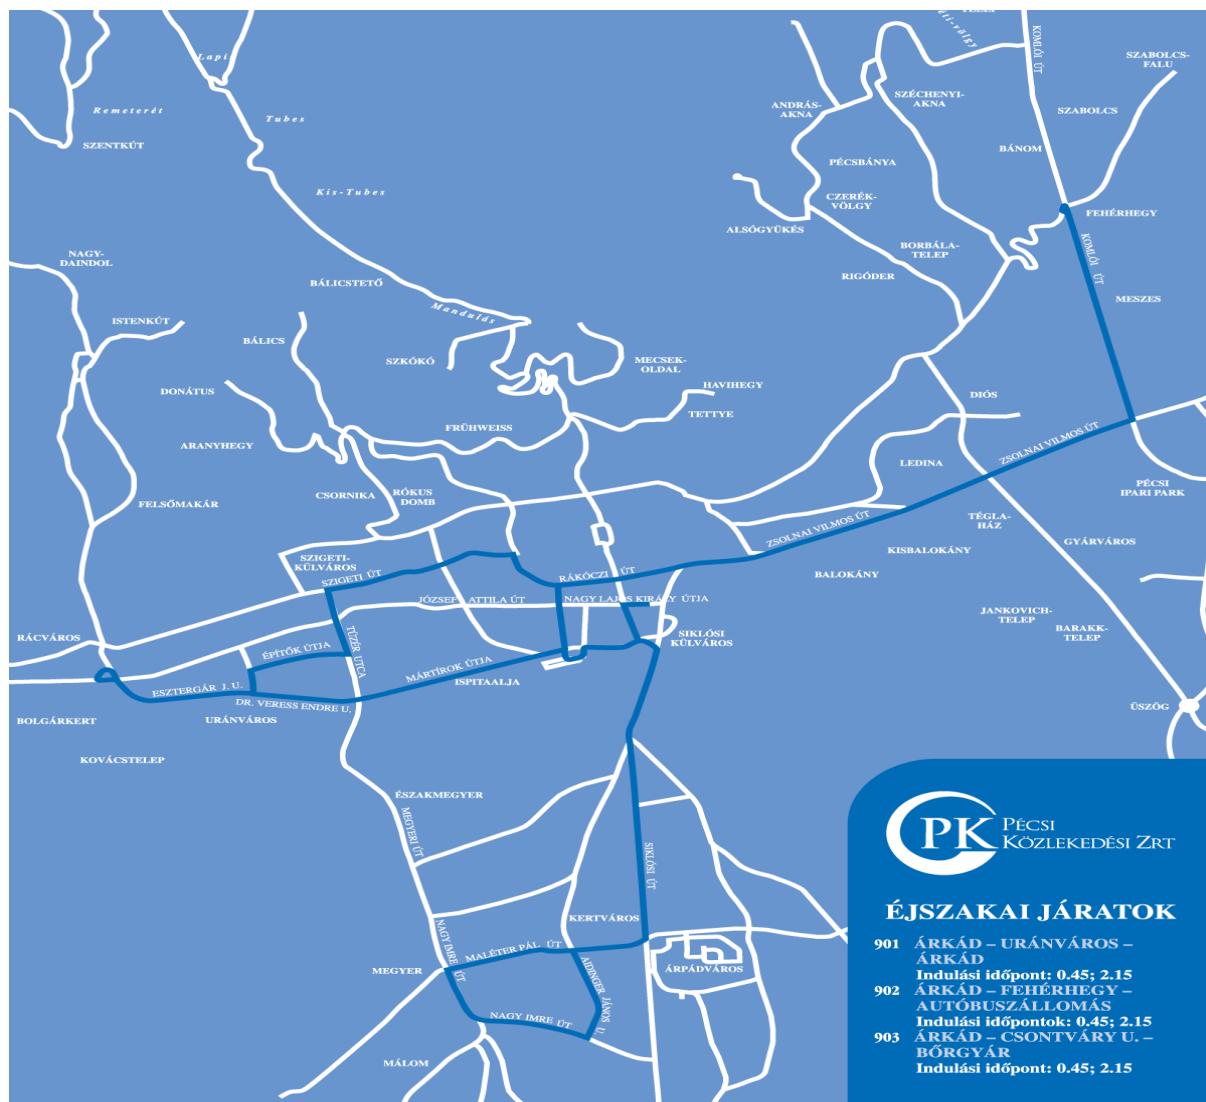 Lapi
Remeterét
Tubes
SZENTKÚT
Kis-Tubes
KOMLÓI ÚT
SZABOLCS-
FALU
SZÉCHENYI-
AKNA
ANDRÁS-
AKNA
SZABOLCS
BÁNOM
PÉCSBÁNYA
CZERÉK-
VÖLGY
FEHÉRHEGY
ALSÓGYÜKÉS
BORBÁLA-
TELEP
KOMLÓI ÚT
RIGÓDER
MESZES
NAGY-
DAINDOL
BÁLICSTETŐ
Mandulás
ISTENKÚT
BÁLICS
SZKÓKÓ
MECSEK-
OLDAL
HAVIHEGY
DONÁTUS
TETTYE
DIÓS
FRÜHWEISS
ARANYHEGY
ZSOLNAI VILMOS ÚT
LEDINA
CSORNIKA
RÓKUS
DOMB
PÉCSI
IPARI PARK
FELSŐMAKÁR
TÉGLA-
HÁZ
ZSOLNAI VILMOS ÚT
GYÁRVÁROS
KISBALOKÁNY
SZIGETI-
KÜLVÁROS
SZIGETI ÚT
RÁKÓCZI ÚT
BALOKÁNY
JÓZSEF ATTILA ÚT
NAGY LAJOS KIRÁLY ÚTJA
JANKOVICH-
TELEP
BARAKK-
TELEP
RÁCVÁROS
TÜZÉR UTCA
SIKLÓSI
KÜLVÁROS
ÉPÍTŐK ÚTJA
MÁRTÍROK ÚTJA
ISPITAALJA
ESZTERGÁR J. U.
DR. VERESS ENDRE U.
ÜSZÖG
BOLGÁRKERT
URÁNVÁROS
KOVÁCSTELEP
ÉSZAKMEGYER
MEGYERI ÚT
SIKLÓSI ÚT
KERTVÁROS
NAGY IMRE ÚT
MALÉTER PÁL ÚT
AIDINGER JÁNOS U.
MEGYER
ÁRPÁDVÁROS
NAGY IMRE ÚT
MÁLOM
PK PÉCSI
KÖZLEKEDÉSI ZRT
ÉJSZAKAI JÁRATOK
901 ÁRKÁD – URÁNVÁROS –
ÁRKÁD
Indulási időpont: 0.45; 2.15
902 ÁRKÁD – FEHÉRHEGY –
AUTÓBUSZÁLLOMÁS
Indulási időpontok: 0.45; 2.15
903 ÁRKÁD – CSONTVÁRY U. –
BŐRGYÁR
Indulási időpont: 0.45; 2.15